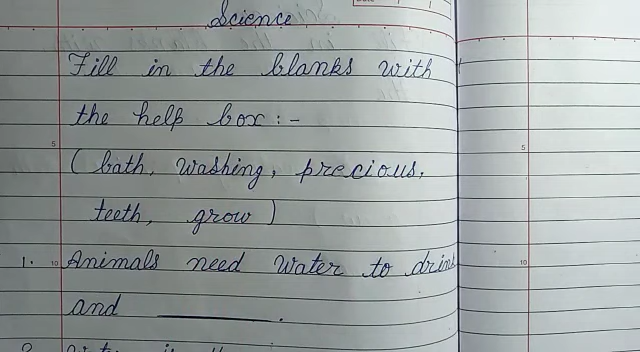 Science
Fill in the blanks with
the help box :-
( bath, washing, precious,
teeth, grow )
1. Animals need water to drink
and ________.